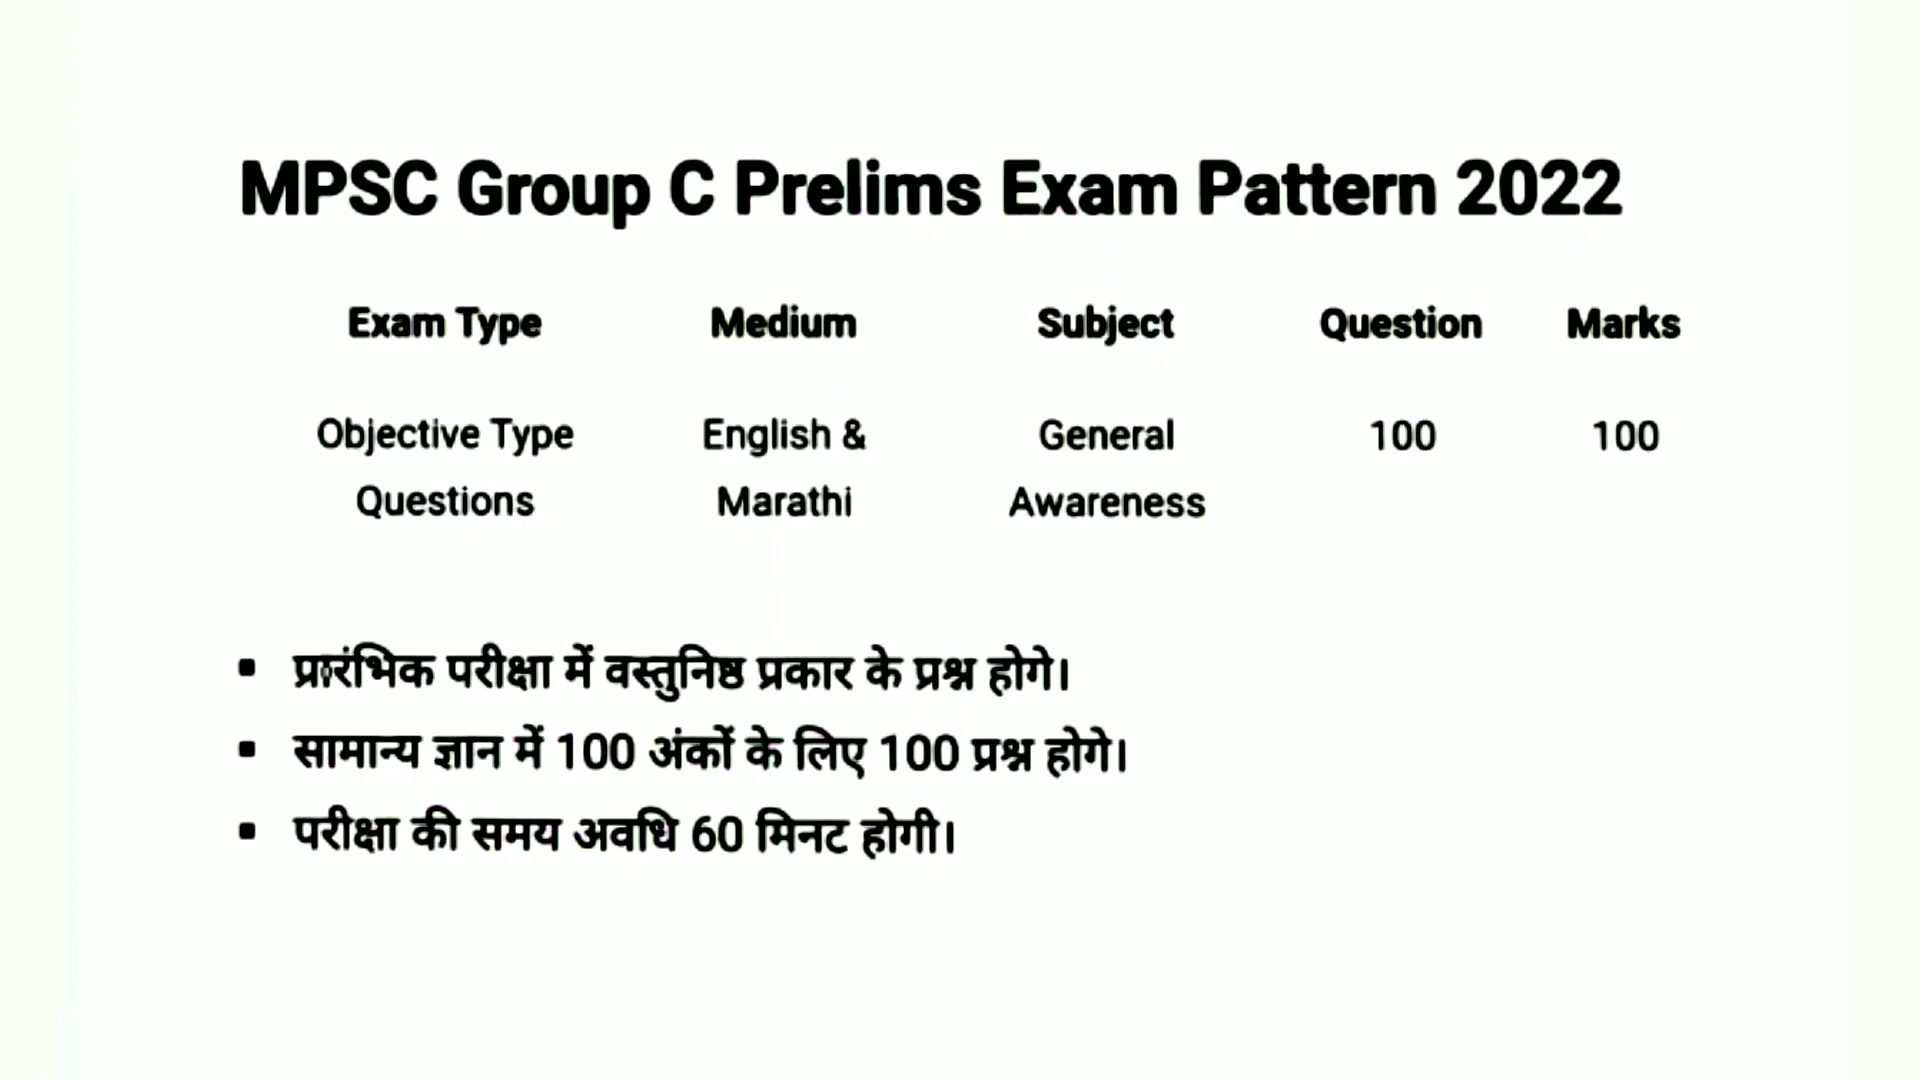 MPSC Group C Prelims Exam Pattern 2022
Exam Type Medium Subject Question Marks
Objective Type English & General 100 100
Questions Marathi Awareness
▪ प्रारंभिक परीक्षा में वस्तुनिष्ठ प्रकार के प्रश्न होगे।
▪ सामान्य ज्ञान में 100 अंकों के लिए 100 प्रश्न होगे।
▪ परीक्षा की समय अवधि 60 मिनट होगी।